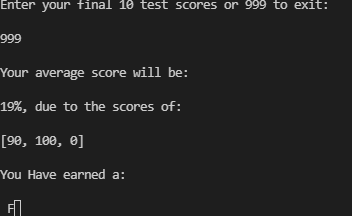 Enter your final 10 test scores or 999 to exit:
999
Your average score will be:
19%, due to the scores of:
[90, 100, 0]
You Have earned a:
F